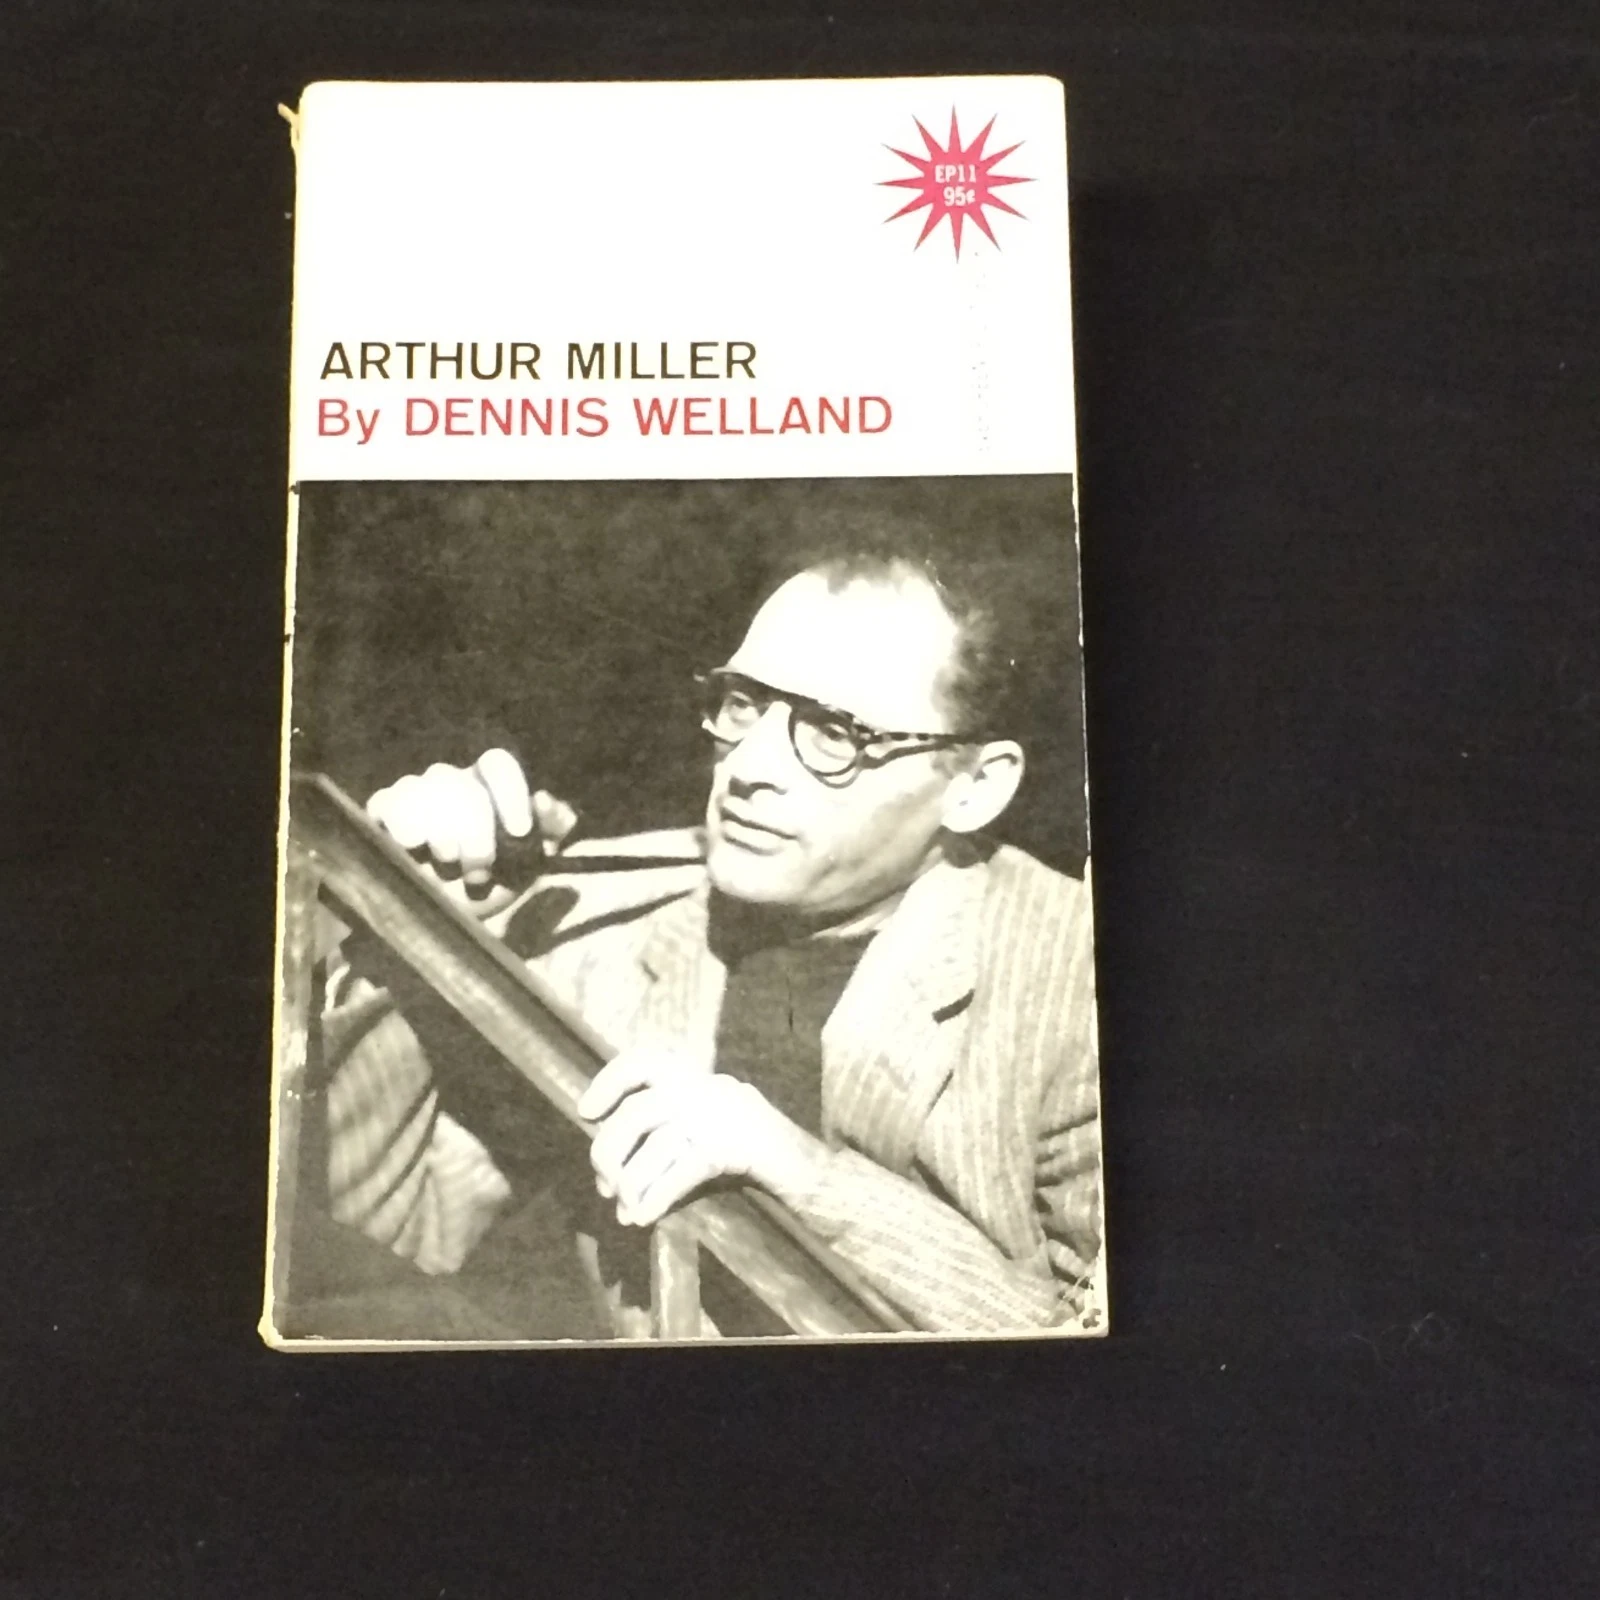 EP11
95¢
ARTHUR MILLER
By DENNIS WELLAND